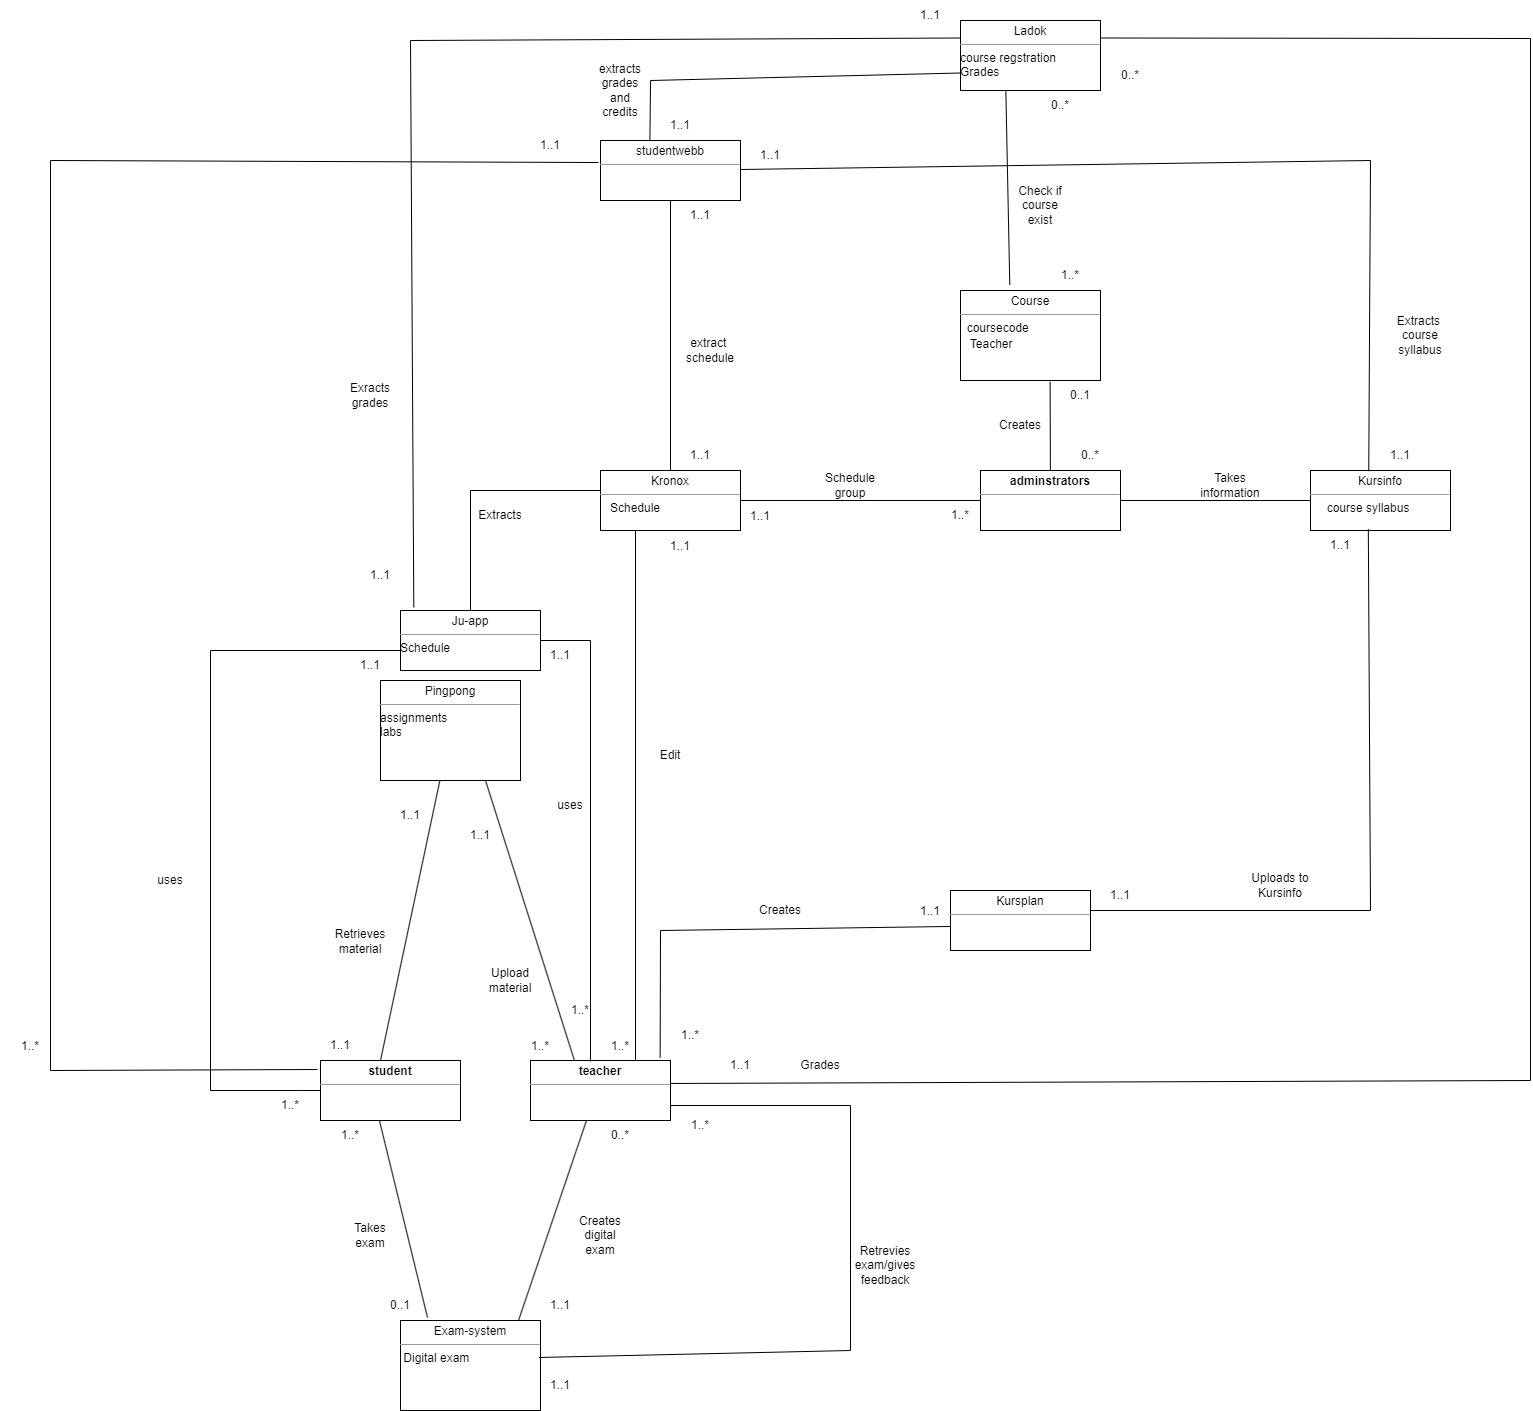 1..1
Ladok
course regstration
Grades
0..*
0..*
extracts
grades
and
credits
1..1
1..1
studentwebb
1..1
1..1
Check if
course
exist
1..*
Course
coursecode
Teacher
0..1
Creates
0..*
Extracts
course
syllabus
extract
schedule
Exracts
grades
1..1
1..1
Kronox
Schedule
Schedule
group
1..1
1..*
adminstrators
Takes
information
Kursinfo
course syllabus
1..1
Extracts
1..1
1..1
Ju-app
Schedule
1..1
1..1
Pingpong
assignments
labs
Edit
uses
1..1
1..1
uses
Uploads to
Kursinfo
Kursplan
1..1
1..1
Creates
Retrieves
material
Upload
material
1..*
1..*
1..*
1..1
1..*
1..*
student
teacher
1..1
Grades
1..*
1..*
0..*
1..*
Takes
exam
Creates
digital
exam
Retrevies
exam/gives
feedback
0..1
1..1
Exam-system
Digital exam
1..1